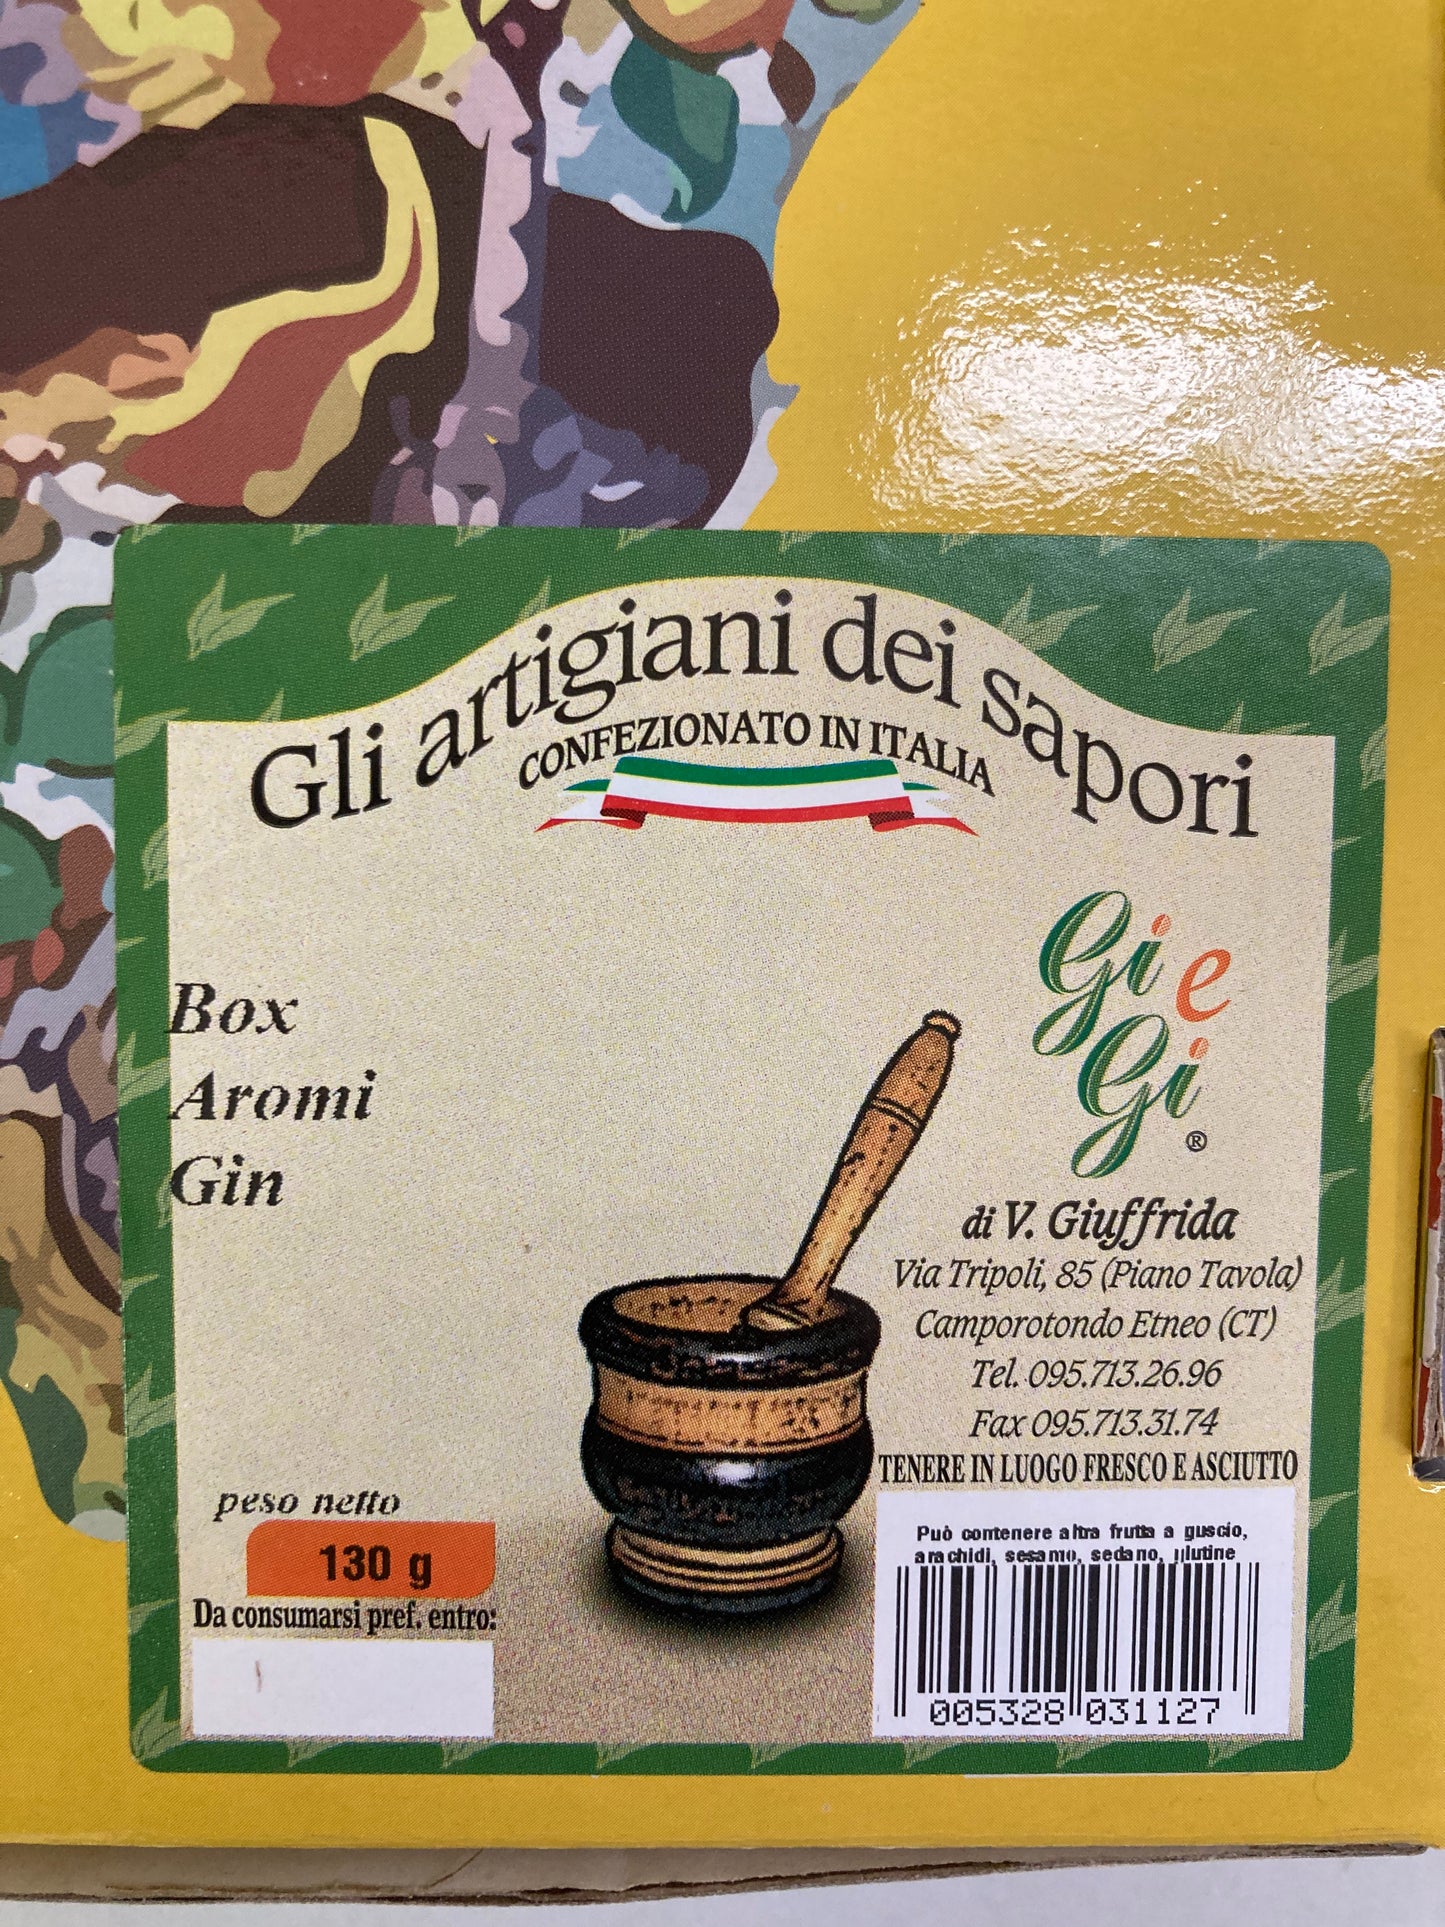 Gli artigiani dei sapori
CONFEZIONATO IN ITALIA
Gi e
Gi
®
Box
Aromi
Gin
di V. Giuffrida
Via Tripoli, 85 (Piano Tavola)
Camporotondo Etneo (CT)
Tel. 095.713.26.96
Fax 095.713.31.74
TENERE IN LUOGO FRESCO E ASCIUTTO
peso netto
130 g
Da consumarsi pref. entro:
Può contenere altra frutta a guscio,
arachidi, sesamo, sedano, glutine
005328 031127